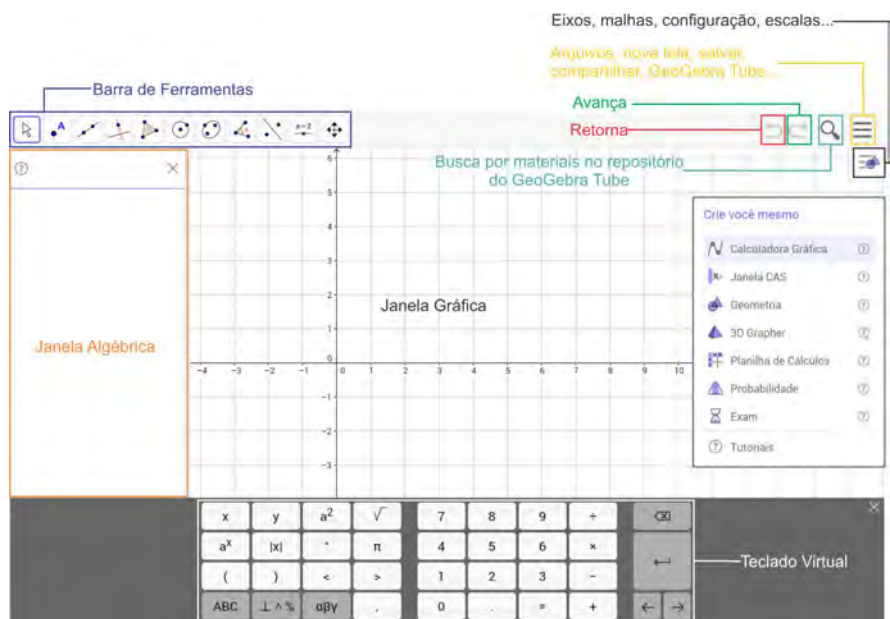 Eixos, malhas, configuração, escalas...
Arquivos, nova tela, salvar,
compartilhar, GeoGebra Tube...
Barra de Ferramentas
Avança
Retorna
Busca por materiais no repositório
do GeoGebra Tube
A
a=2
Crie você mesmo
Calculadora Gráfica
Janela CAS
Geometria
3D Grapher
Planilha de Cálculos
Probabilidade
Exam
Tutoriais
Janela Algébrica
Janela Gráfica
6
5
4
3
2
1
0
-4 -3 -2 -1 0 1 2 3 4 5 6 7 8 9 10
-1
-2
-3
x y a² √ 7 8 9 ÷
aˣ |x| π 4 5 6 ×
( ) < > 1 2 3 −
ABC ⊥∧% αβγ , 0 . = + ← →
Teclado Virtual